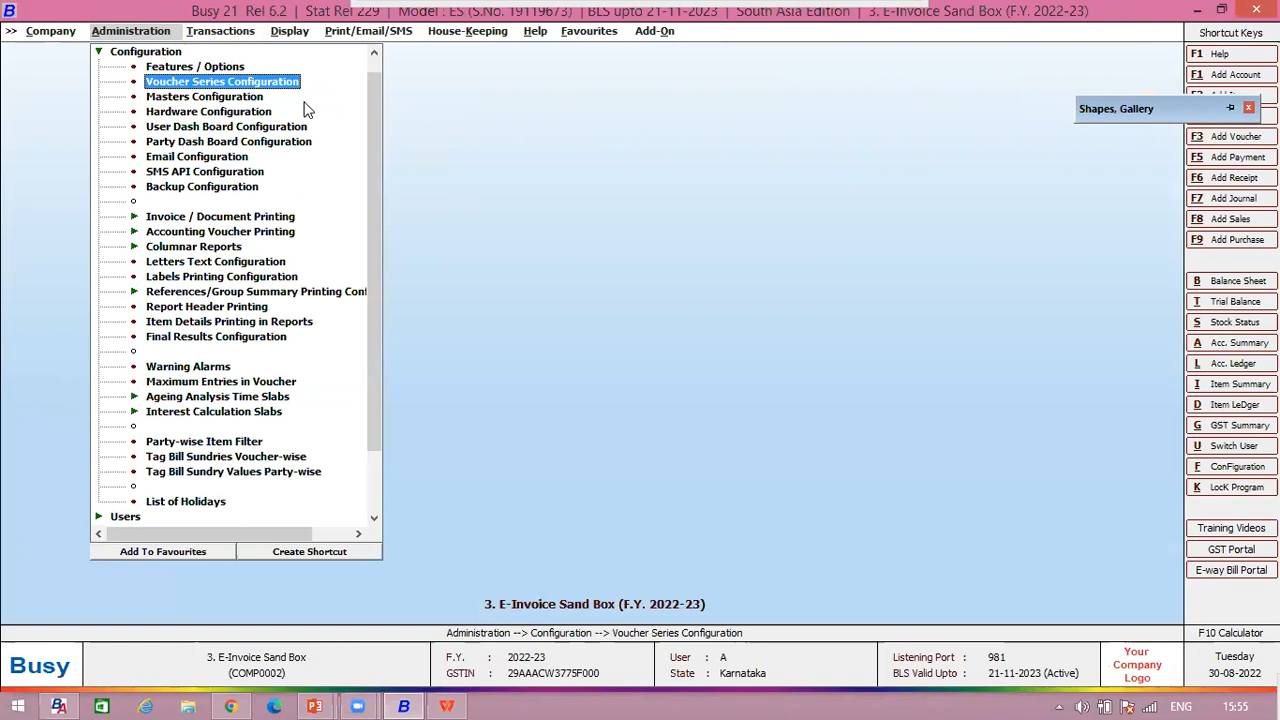 Busy 21 Rel 6.2 | Stat Rel 229 | Model : ES (S.No. 19119673) | BLS upto 21-11-2023 | South Asia Edition | 3. E-Invoice Sand Box (F.Y. 2022-23)
>> Company Administration Transactions Display Print/Email/SMS House-Keeping Help Favourites Add-On
Shortcut Keys
Configuration
Features / Options
Voucher Series Configuration
Masters Configuration
Hardware Configuration
User Dash Board Configuration
Party Dash Board Configuration
Email Configuration
SMS API Configuration
Backup Configuration
Invoice / Document Printing
Accounting Voucher Printing
Columnar Reports
Letters Text Configuration
Labels Printing Configuration
References/Group Summary Printing Con
Report Header Printing
Item Details Printing in Reports
Final Results Configuration
Warning Alarms
Maximum Entries in Voucher
Ageing Analysis Time Slabs
Interest Calculation Slabs
Party-wise Item Filter
Tag Bill Sundries Voucher-wise
Tag Bill Sundry Values Party-wise
List of Holidays
Users
Add To Favourites
Create Shortcut
Shapes, Gallery
F1 Help
F1 Add Account
F3 Add Voucher
F5 Add Payment
F6 Add Receipt
F7 Add Journal
F8 Add Sales
F9 Add Purchase
B Balance Sheet
T Trial Balance
S Stock Status
A Acc. Summary
L Acc. Ledger
I Item Summary
D Item LeDger
G GST Summary
U Switch User
F ConFiguration
K LocK Program
Training Videos
GST Portal
E-way Bill Portal
3. E-Invoice Sand Box (F.Y. 2022-23)
Administration --> Configuration --> Voucher Series Configuration
F10 Calculator
Busy
3. E-Invoice Sand Box
(COMP0002)
F.Y. : 2022-23
GSTIN : 29AAACW3775F000
User : A
State : Karnataka
Listening Port : 981
BLS Valid Upto : 21-11-2023 (Active)
Your
Company
Logo
Tuesday
30-08-2022
ENG 15:55